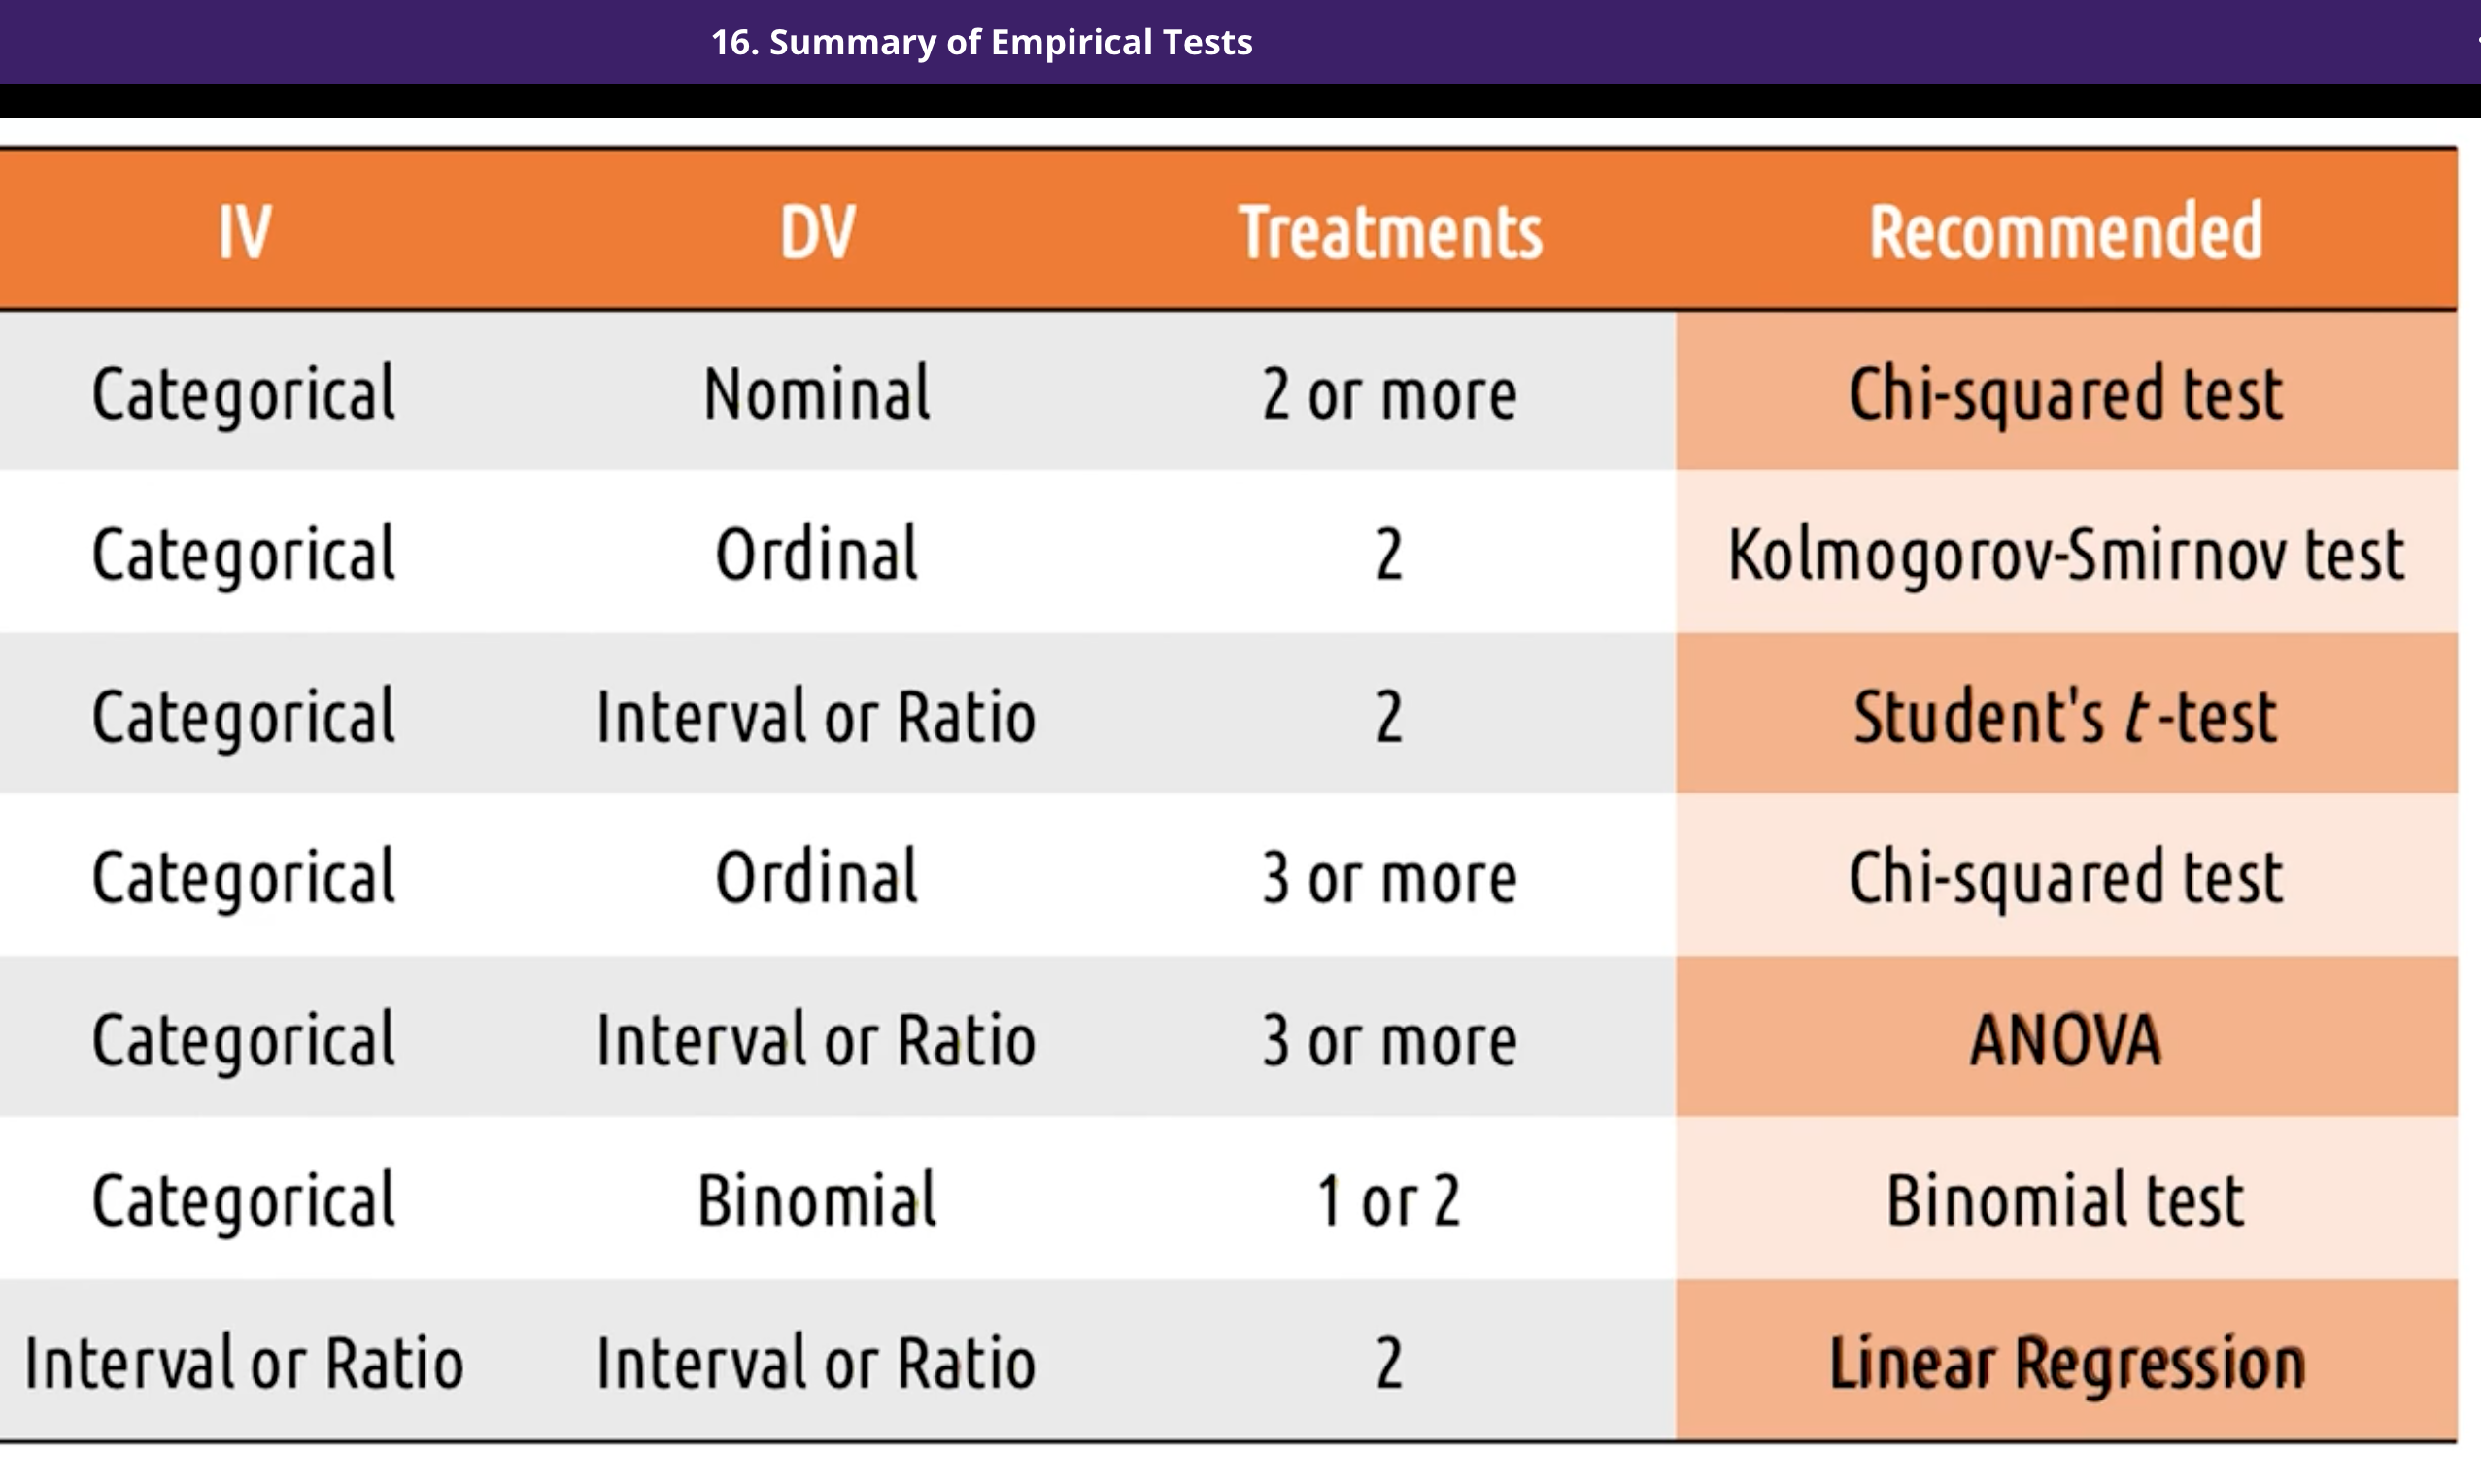 16. Summary of Empirical Tests
IV DV Treatments Recommended
Categorical Nominal 2 or more Chi-squared test
Categorical Ordinal 2 Kolmogorov-Smirnov test
Categorical Interval or Ratio 2 Student's t-test
Categorical Ordinal 3 or more Chi-squared test
Categorical Interval or Ratio 3 or more ANOVA
Categorical Binomial 1 or 2 Binomial test
Interval or Ratio Interval or Ratio 2 Linear Regression